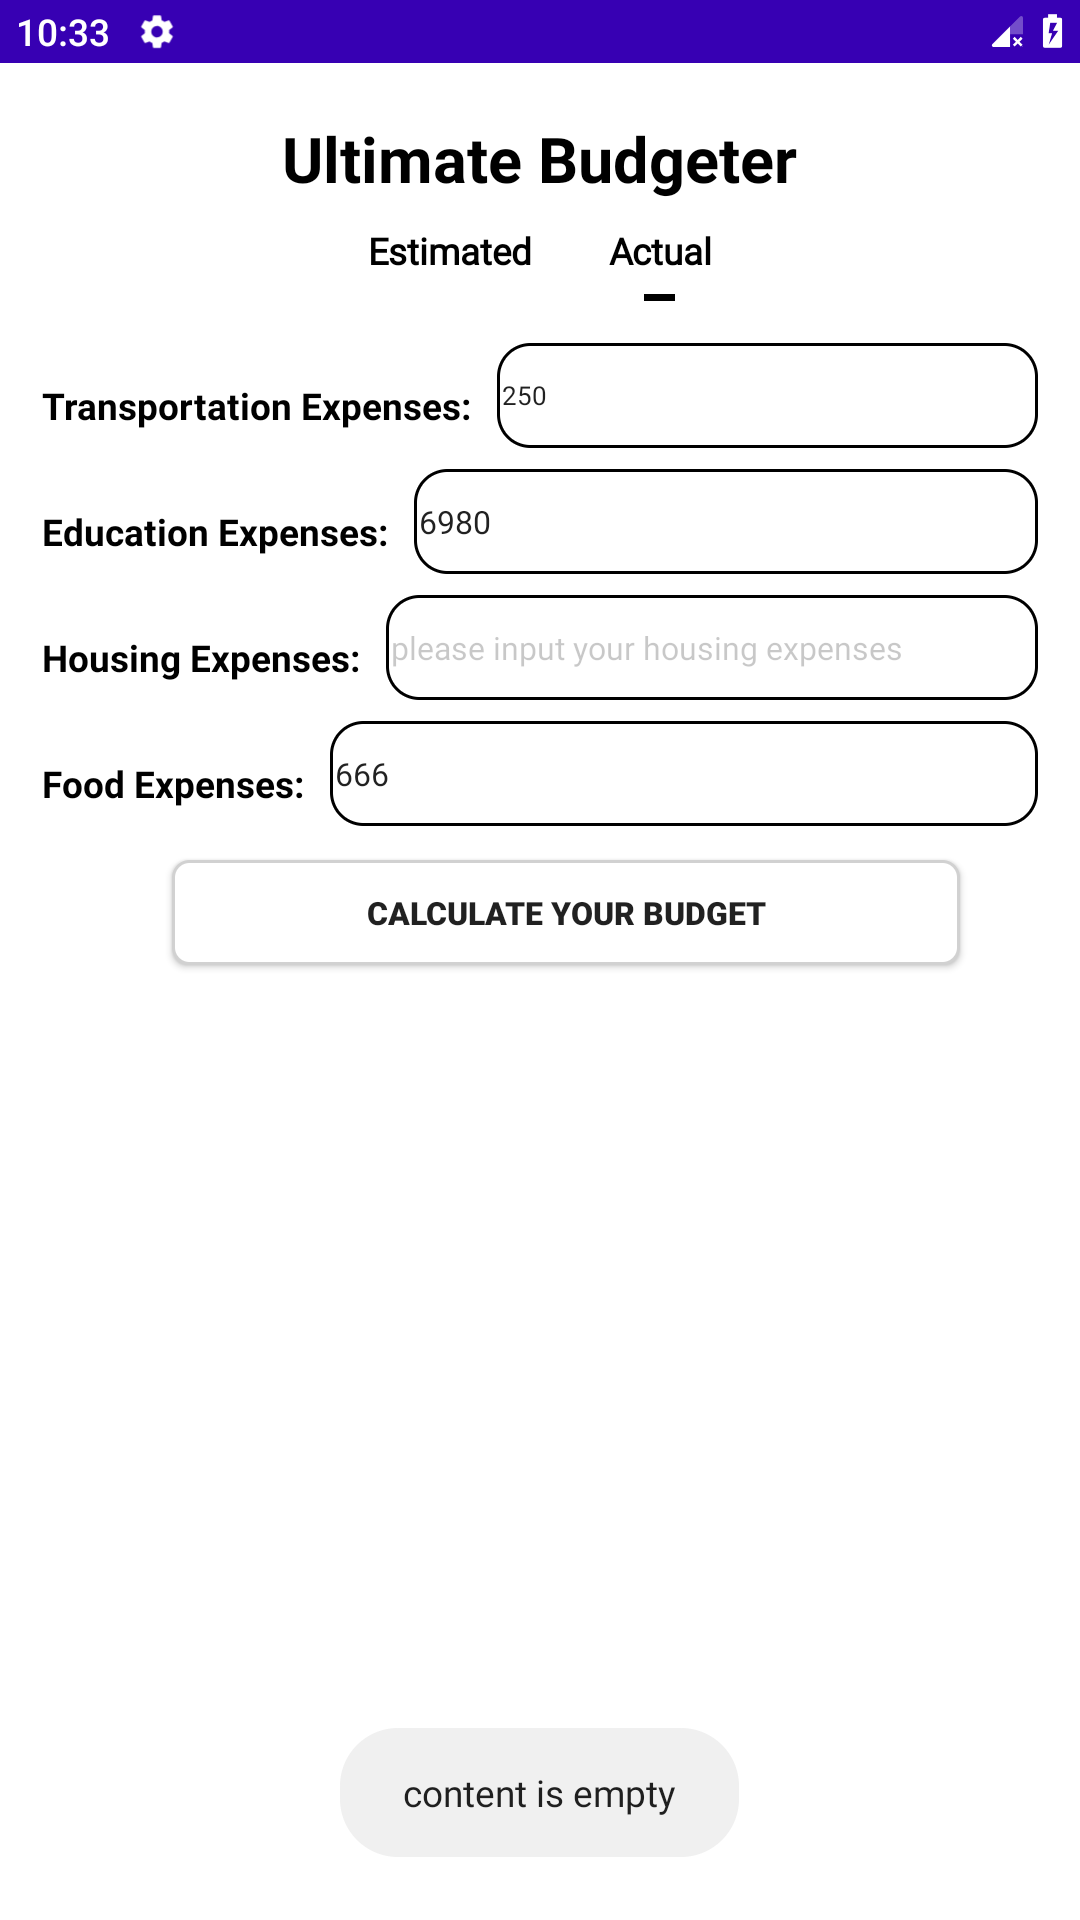 10:33
Ultimate Budgeter
Estimated Actual
Transportation Expenses: 250
Education Expenses: 6980
Housing Expenses: please input your housing expenses
Food Expenses: 666
CALCULATE YOUR BUDGET
content is empty